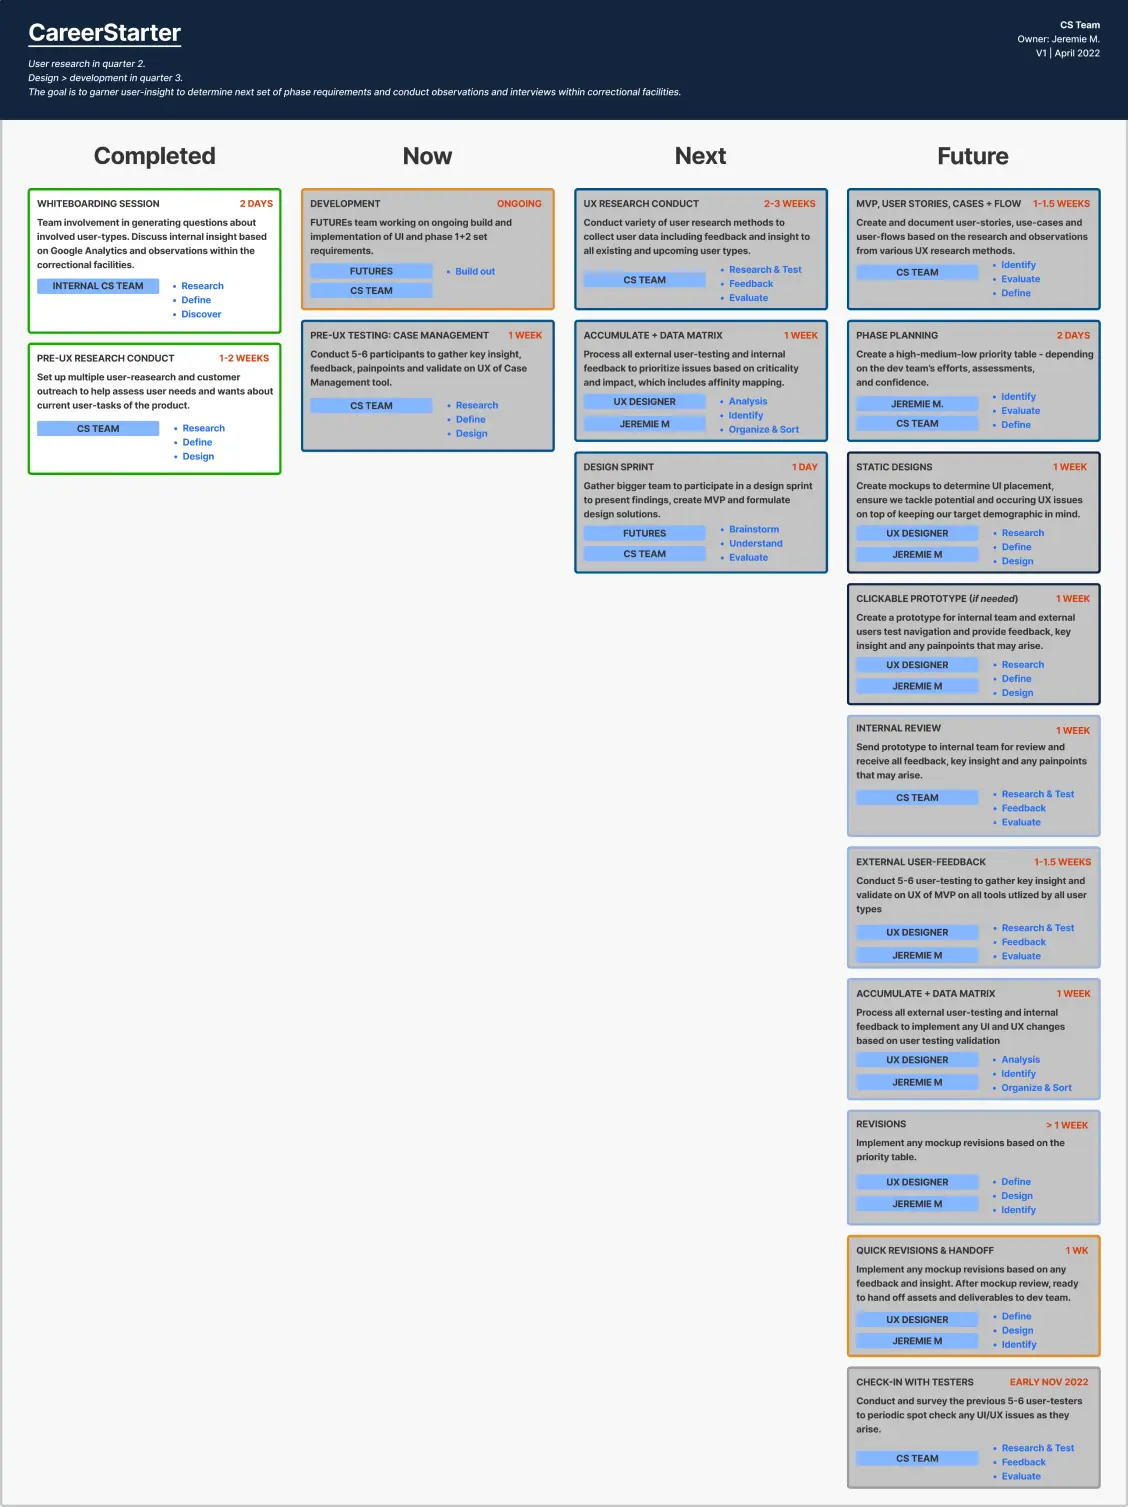 CareerStarter
User research in quarter 2.
Design > development in quarter 3.
The goal is to garner user-insight to determine next set of phase requirements and conduct observations and interviews within correctional facilities.
CS Team
Owner: Jeremie M.
V1 | April 2022
Completed
WHITEBOARDING SESSION
2 DAYS
Team involvement in generating questions about
involved user-types. Discuss internal insight based
on Google Analytics and observations within the
correctional facilities.
INTERNAL CS TEAM
• Research
• Define
• Discover
PRE-UX RESEARCH CONDUCT
1-2 WEEKS
Set up multiple user-reasearch and customer
outreach to help assess user needs and wants about
current user-tasks of the product.
CS TEAM
• Research
• Define
• Design
Now
DEVELOPMENT
ONGOING
FUTUREs team working on ongoing build and
implementation of UI and phase 1+2 set
requirements.
FUTURES
CS TEAM
• Build out
PRE-UX TESTING: CASE MANAGEMENT
1 WEEK
Conduct 5-6 participants to gather key insight,
feedback, painpoints and validate on UX of Case
Management tool.
CS TEAM
• Research
• Define
• Design
Next
UX RESEARCH CONDUCT
2-3 WEEKS
Conduct variety of user research methods to
collect user data including feedback and insight to
all existing and upcoming user types.
CS TEAM
• Research & Test
• Feedback
• Evaluate
ACCUMULATE + DATA MATRIX
1 WEEK
Process all external user-testing and internal
feedback to prioritize issues based on criticality
and impact, which includes affinity mapping.
UX DESIGNER
JEREMIE M
• Analysis
• Identify
• Organize & Sort
DESIGN SPRINT
1 DAY
Gather bigger team to participate in a design sprint
to present findings, create MVP and formulate
design solutions.
FUTURES
CS TEAM
• Brainstorm
• Understand
• Evaluate
Future
MVP, USER STORIES, CASES + FLOW
1-1.5 WEEKS
Create and document user-stories, use-cases and
user-flows based on the research and observations
from various UX research methods.
CS TEAM
• Identify
• Evaluate
• Define
PHASE PLANNING
2 DAYS
Create a high-medium-low priority table - depending
on the dev team's efforts, assessments,
and confidence.
JEREMIE M.
CS TEAM
• Identify
• Evaluate
• Define
STATIC DESIGNS
1 WEEK
Create mockups to determine UI placement,
ensure we tackle potential and occuring UX issues
on top of keeping our target demographic in mind.
UX DESIGNER
JEREMIE M
• Research
• Define
• Design
CLICKABLE PROTOTYPE (if needed)
1 WEEK
Create a prototype for internal team and external
users test navigation and provide feedback, key
insight and any painpoints that may arise.
UX DESIGNER
JEREMIE M
• Research
• Define
• Design
INTERNAL REVIEW
1 WEEK
Send prototype to internal team for review and
receive all feedback, key insight and any painpoints
that may arise.
CS TEAM
• Research & Test
• Feedback
• Evaluate
EXTERNAL USER-FEEDBACK
1-1.5 WEEKS
Conduct 5-6 user-testing to gather key insight and
validate on UX of MVP on all tools utlized by all user
types
UX DESIGNER
JEREMIE M
• Research & Test
• Feedback
• Evaluate
ACCUMULATE + DATA MATRIX
1 WEEK
Process all external user-testing and internal
feedback to implement any UI and UX changes
based on user testing validation
UX DESIGNER
JEREMIE M
• Analysis
• Identify
• Organize & Sort
REVISIONS
> 1 WEEK
Implement any mockup revisions based on the
priority table.
UX DESIGNER
JEREMIE M
• Define
• Design
• Identify
QUICK REVISIONS & HANDOFF
1 WK
Implement any mockup revisions based on any
feedback and insight. After mockup review, ready
to hand off assets and deliverables to dev team.
UX DESIGNER
JEREMIE M
• Define
• Design
• Identify
CHECK-IN WITH TESTERS
EARLY NOV 2022
Conduct and survey the previous 5-6 user-testers
to periodic spot check any UI/UX issues as they
arise.
CS TEAM
• Research & Test
• Feedback
• Evaluate